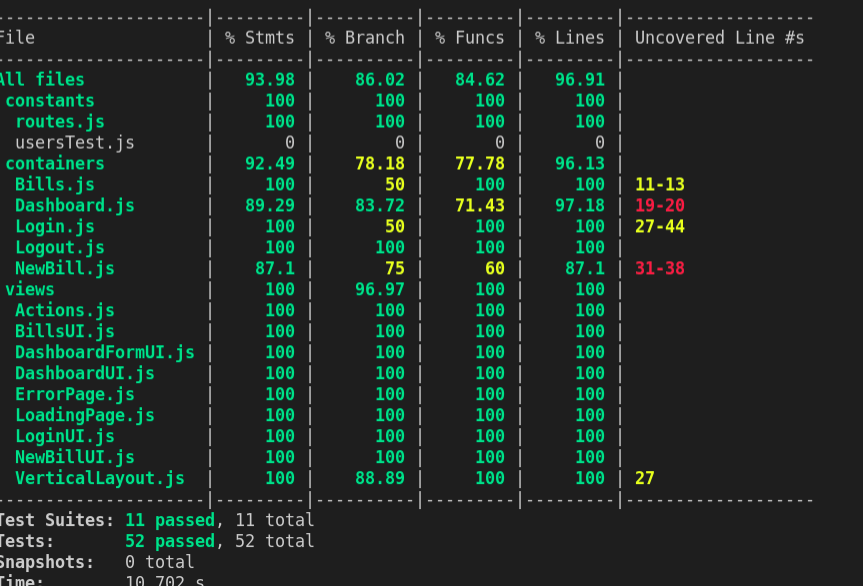 ---------------------|---------|----------|---------|---------|-------------------
File                 | % Stmts | % Branch | % Funcs | % Lines | Uncovered Line #s
---------------------|---------|----------|---------|---------|-------------------
All files            |   93.98 |    86.02 |   84.62 |   96.91 |
 constants           |     100 |      100 |     100 |     100 |
  routes.js          |     100 |      100 |     100 |     100 |
  usersTest.js       |       0 |        0 |       0 |       0 |
 containers          |   92.49 |    78.18 |   77.78 |   96.13 |
  Bills.js           |     100 |       50 |     100 |     100 | 11-13
  Dashboard.js       |   89.29 |    83.72 |   71.43 |   97.18 | 19-20
  Login.js           |     100 |       50 |     100 |     100 | 27-44
  Logout.js          |     100 |      100 |     100 |     100 |
  NewBill.js         |    87.1 |       75 |      60 |    87.1 | 31-38
 views               |     100 |    96.97 |     100 |     100 |
  Actions.js         |     100 |      100 |     100 |     100 |
  BillsUI.js         |     100 |      100 |     100 |     100 |
  DashboardFormUI.js |     100 |      100 |     100 |     100 |
  DashboardUI.js     |     100 |      100 |     100 |     100 |
  ErrorPage.js       |     100 |      100 |     100 |     100 |
  LoadingPage.js     |     100 |      100 |     100 |     100 |
  LoginUI.js         |     100 |      100 |     100 |     100 |
  NewBillUI.js       |     100 |      100 |     100 |     100 |
  VerticalLayout.js  |     100 |    88.89 |     100 |     100 | 27
---------------------|---------|----------|---------|---------|-------------------
Test Suites: 11 passed, 11 total
Tests:       52 passed, 52 total
Snapshots:   0 total
Time:        10.702 s